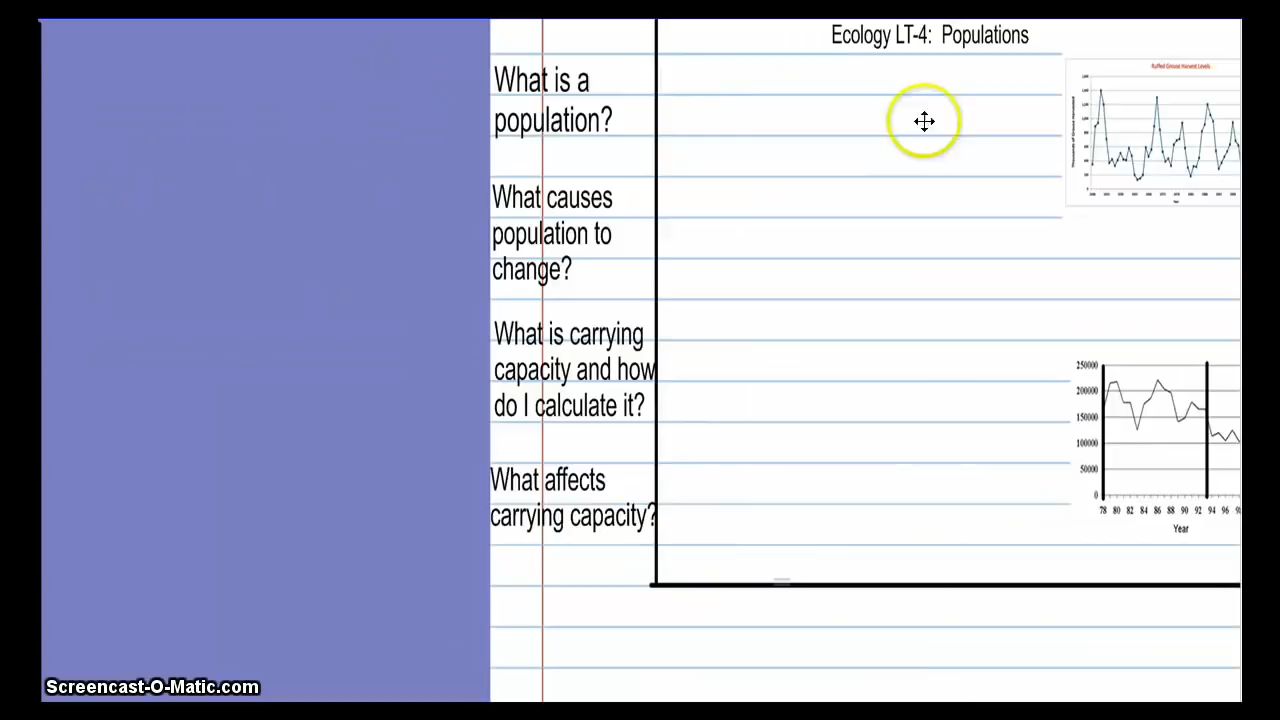 Ecology LT-4: Populations
What is a
population?
Ruffed Grouse Harvest Levels
What causes
population to
change?
What is carrying
capacity and how
do I calculate it?
250000
200000
150000
100000
50000
0
78 80 82 84 86 88 90 92 94 96
Year
What affects
carrying capacity?
Screencast-O-Matic.com